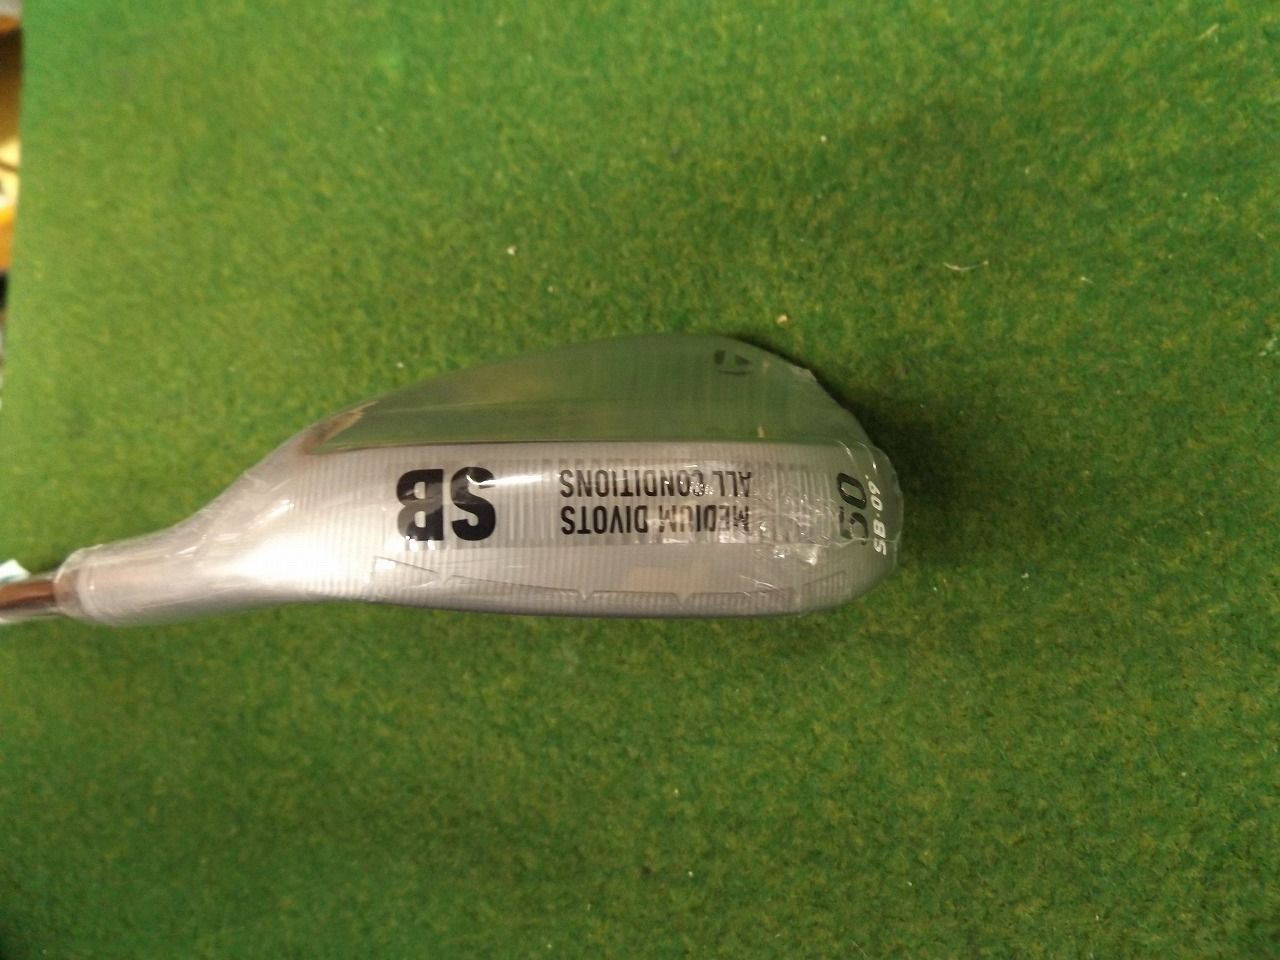 SB
MEDIUM DIVOTS
ALL CONDITIONS
50
SB·09°